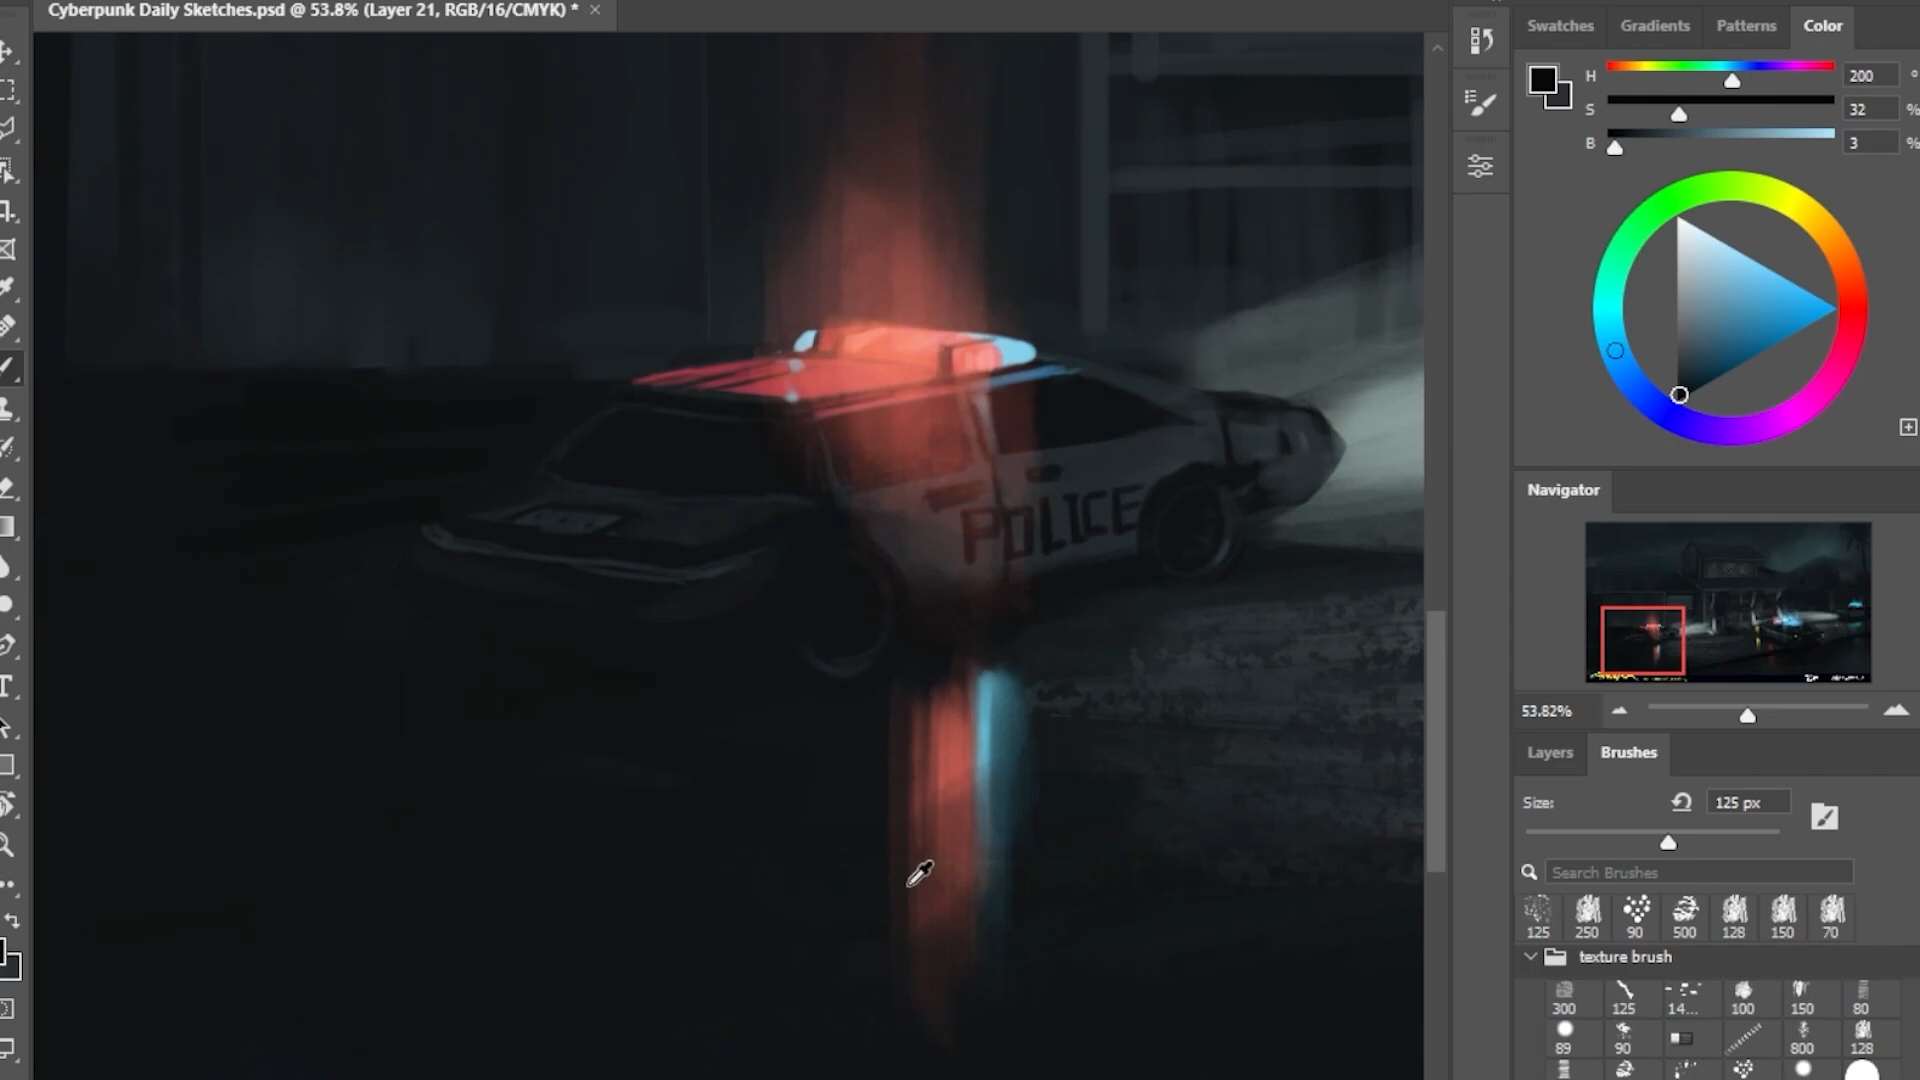 Cyberpunk Daily Sketches.psd @ 53.8% (Layer 21, RGB/16/CMYK) * ×
Swatches Gradients Patterns Color
H 200 °
S 32 %
B 3 %
POLICE
Navigator
53.82%
Layers Brushes
Size: 125 px
Search Brushes
125 250 90 500 128 150 70
texture brush
300 125 14... 100 150 80
89 90 800 128